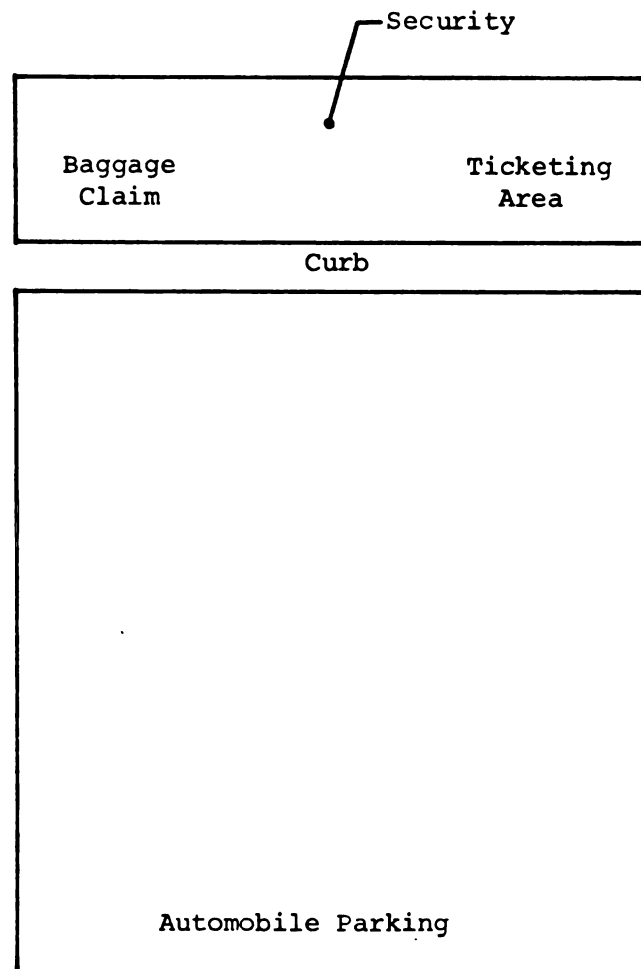 Security
Baggage
Claim
Ticketing
Area
Curb
Automobile Parking